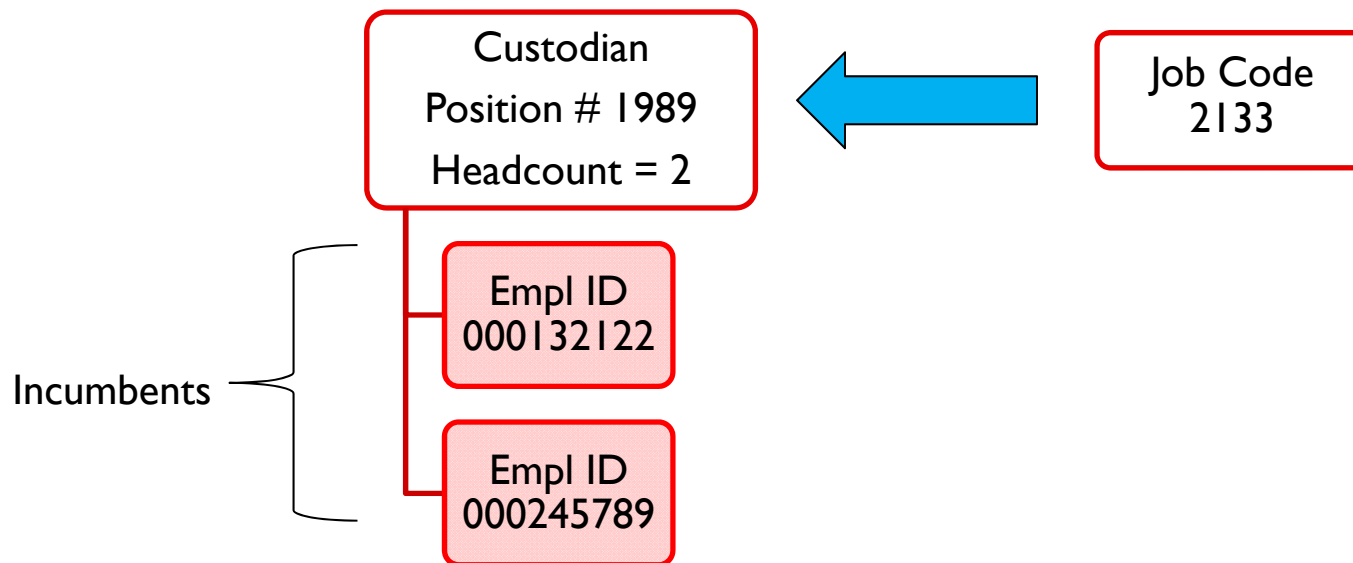 Custodian
Position # 1989
Headcount = 2
Job Code
2133
Empl ID
000132122
Incumbents
Empl ID
000245789